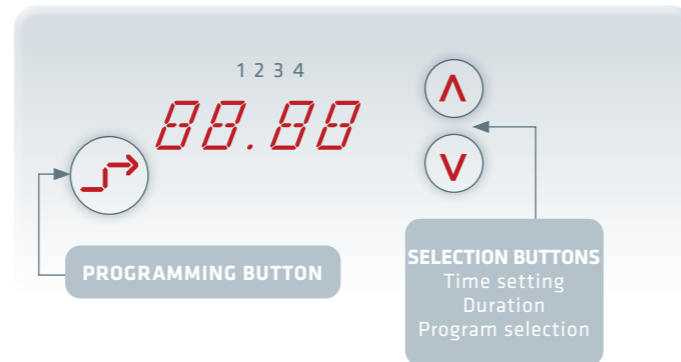 1 2 3 4
88.88
PROGRAMMING BUTTON
SELECTION BUTTONS
Time setting
Duration
Program selection